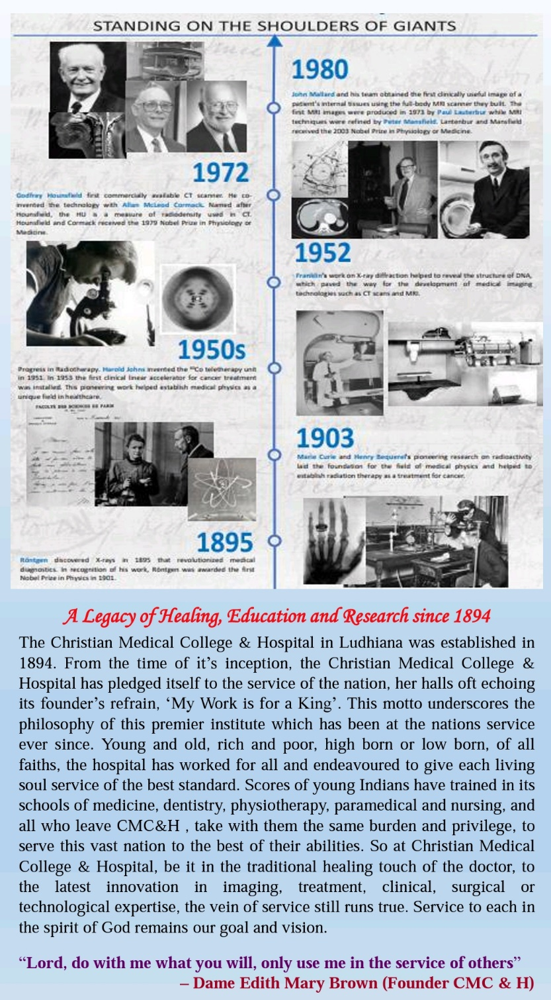 STANDING ON THE SHOULDERS OF GIANTS
1980
John Mallard and his team obtained the first clinically useful image of a
patient's internal tissues using the full-body MRI scanner they built. The
first MRI images were produced in 1973 by Paul Lauterbur while MRI
techniques were refined by Peter Mansfield. Lantenbur and Mansfield
received the 2003 Nobel Prize in Physiology or Medicine.
1972
Godfrey Hounsfield first commercially available CT scanner. He co-
invented the technology with Allan McLeod Cormack. Named after
Hounsfield, the HU is a measure of radiodensity used in CT.
Hounsfield and Cormack received the 1979 Nobel Prize in Physiology or
Medicine.
1952
Franklin's work on X-ray diffraction helped to reveal the structure of DNA,
which paved the way for the development of medical imaging
technologies such as CT scans and MRI.
1950s
Progress in Radiotherapy. Harold Johns invented the ⁶⁰Co teletherapy unit
in 1951. In 1953 the first clinical linear accelerator for cancer treatment
was installed. This pioneering work helped establish medical physics as a
unique field in healthcare.
FACULTÉ DES SCIENCES DE PARIS
1903
Marie Curie and Henry Bequerel's pioneering research on radioactivity
laid the foundation for the field of medical physics and helped to
establish radiation therapy as a treatment for cancer.
1895
Röntgen discovered X-rays in 1895 that revolutionized medical
diagnostics. In recognition of his work, Röntgen was awarded the first
Nobel Prize in Physics in 1901.
A Legacy of Healing, Education and Research since 1894
The Christian Medical College & Hospital in Ludhiana was established in
1894. From the time of it's inception, the Christian Medical College &
Hospital has pledged itself to the service of the nation, her halls oft echoing
its founder's refrain, ‘My Work is for a King’. This motto underscores the
philosophy of this premier institute which has been at the nations service
ever since. Young and old, rich and poor, high born or low born, of all
faiths, the hospital has worked for all and endeavoured to give each living
soul service of the best standard. Scores of young Indians have trained in its
schools of medicine, dentistry, physiotherapy, paramedical and nursing, and
all who leave CMC&H , take with them the same burden and privilege, to
serve this vast nation to the best of their abilities. So at Christian Medical
College & Hospital, be it in the traditional healing touch of the doctor, to
the latest innovation in imaging, treatment, clinical, surgical or
technological expertise, the vein of service still runs true. Service to each in
the spirit of God remains our goal and vision.
“Lord, do with me what you will, only use me in the service of others”
– Dame Edith Mary Brown (Founder CMC & H)